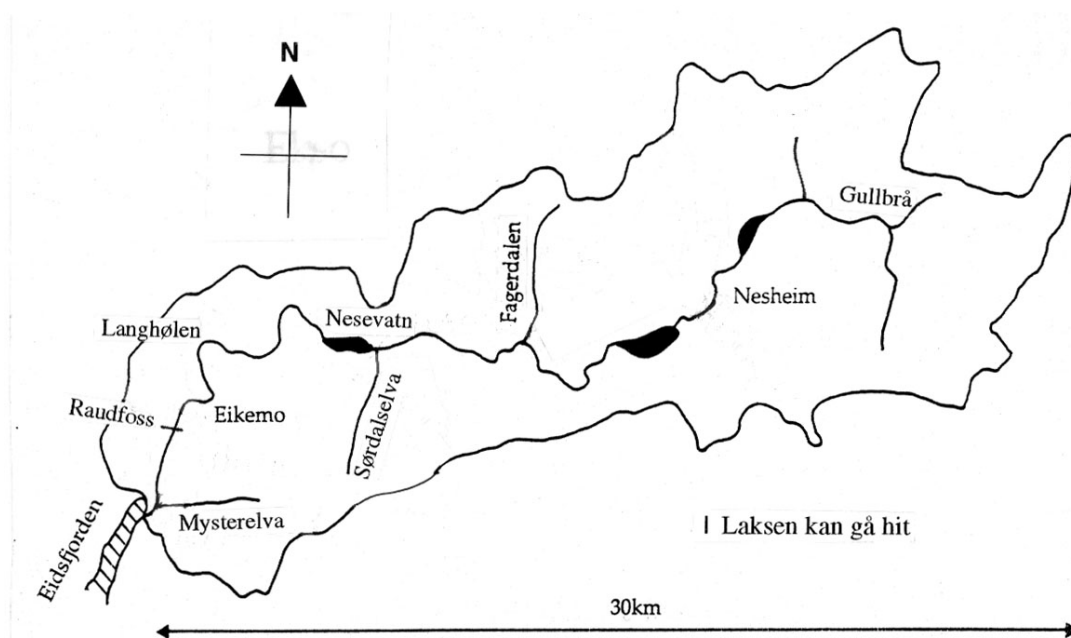 N
Gullbrå
Fagerdalen
Nesheim
Nesevatn
Langhølen
Raudfoss
Eikemo
Sørdalselva
Mysterelva
Eidsfjorden
I Laksen kan gå hit
30km